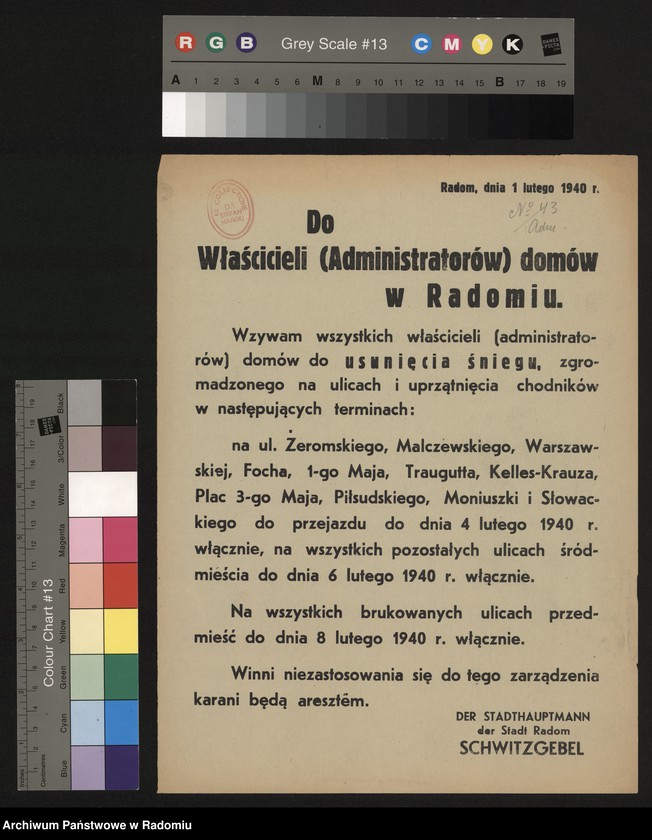 R G B Grey Scale #13 C M Y K
A 1 2 3 4 5 6 M 8 9 10 11 12 13 14 15 B 17 18 19
Radom, dnia 1 lutego 1940 r.
EX COLLECTIONE
STEFAN
No 43
Adm.
Do
Właścicieli (Administratorów) domów
w Radomiu.
Wzywam wszystkich właścicieli (administrato-
rów) domów do usunięcia śniegu, zgro-
madzonego na ulicach i uprzątnięcia chodników
w następujących terminach:
na ul. Żeromskiego, Malczewskiego, Warszaw-
skiej, Focha, 1-go Maja, Traugutta, Kelles-Krauza,
Plac 3-go Maja, Piłsudskiego, Moniuszki i Słowac-
kiego do przejazdu do dnia 4 lutego 1940 r.
włącznie, na wszystkich pozostałych ulicach śród-
mieścia do dnia 6 lutego 1940 r. włącznie.
Na wszystkich brukowanych ulicach przed-
mieść do dnia 8 lutego 1940 r. włącznie.
Winni niezastosowania się do tego zarządzenia
karani będą aresztem.
DER STADTHAUPTMANN
der Stadt Radom
SCHWITZGEBEL
Colour Chart #13
Blue Cyan Green Yellow Red Magenta White 3/Color Black
Inches
Centimetres
Archiwum Państwowe w Radomiu